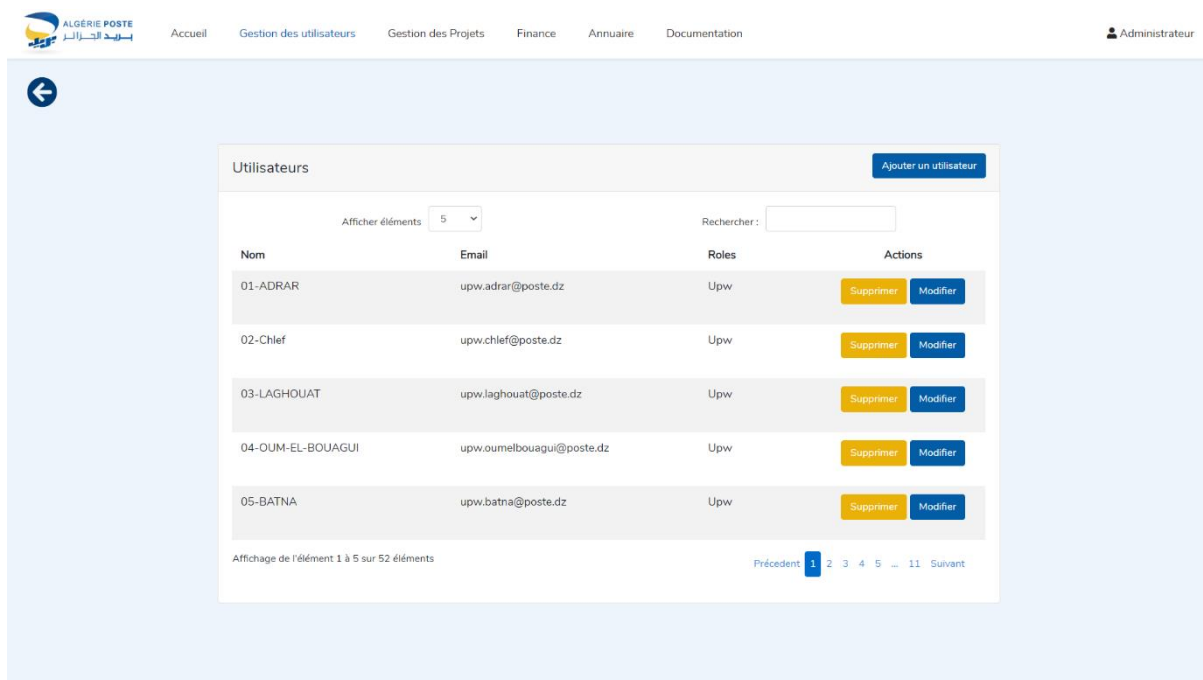 ALGÉRIE POSTE
بـــريـــد الجـــزائـــر
Accueil Gestion des utilisateurs Gestion des Projets Finance Annuaire Documentation Administrateur
Utilisateurs Ajouter un utilisateur
Afficher éléments 5 Rechercher :
Nom Email Roles Actions
01-ADRAR upw.adrar@poste.dz Upw Supprimer Modifier
02-Chlef upw.chlef@poste.dz Upw Supprimer Modifier
03-LAGHOUAT upw.laghouat@poste.dz Upw Supprimer Modifier
04-OUM-EL-BOUAGUI upw.oumelbouagui@poste.dz Upw Supprimer Modifier
05-BATNA upw.batna@poste.dz Upw Supprimer Modifier
Affichage de l'élément 1 à 5 sur 52 éléments Précedent 1 2 3 4 5 ... 11 Suivant